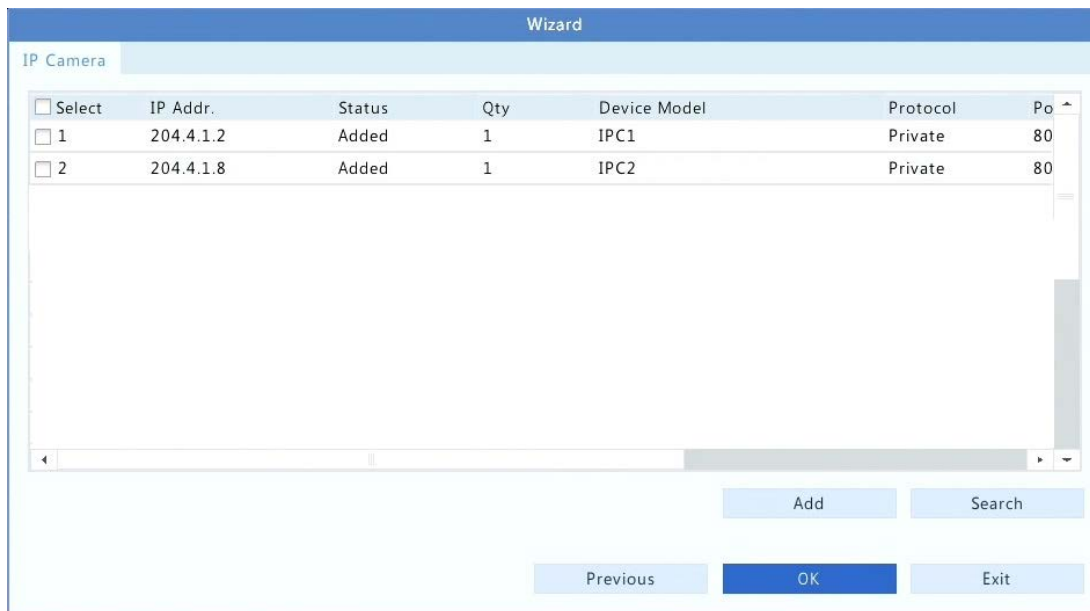 Wizard
IP Camera
Select IP Addr. Status Qty Device Model Protocol Po
1 204.4.1.2 Added 1 IPC1 Private 80
2 204.4.1.8 Added 1 IPC2 Private 80
Add Search
Previous OK Exit